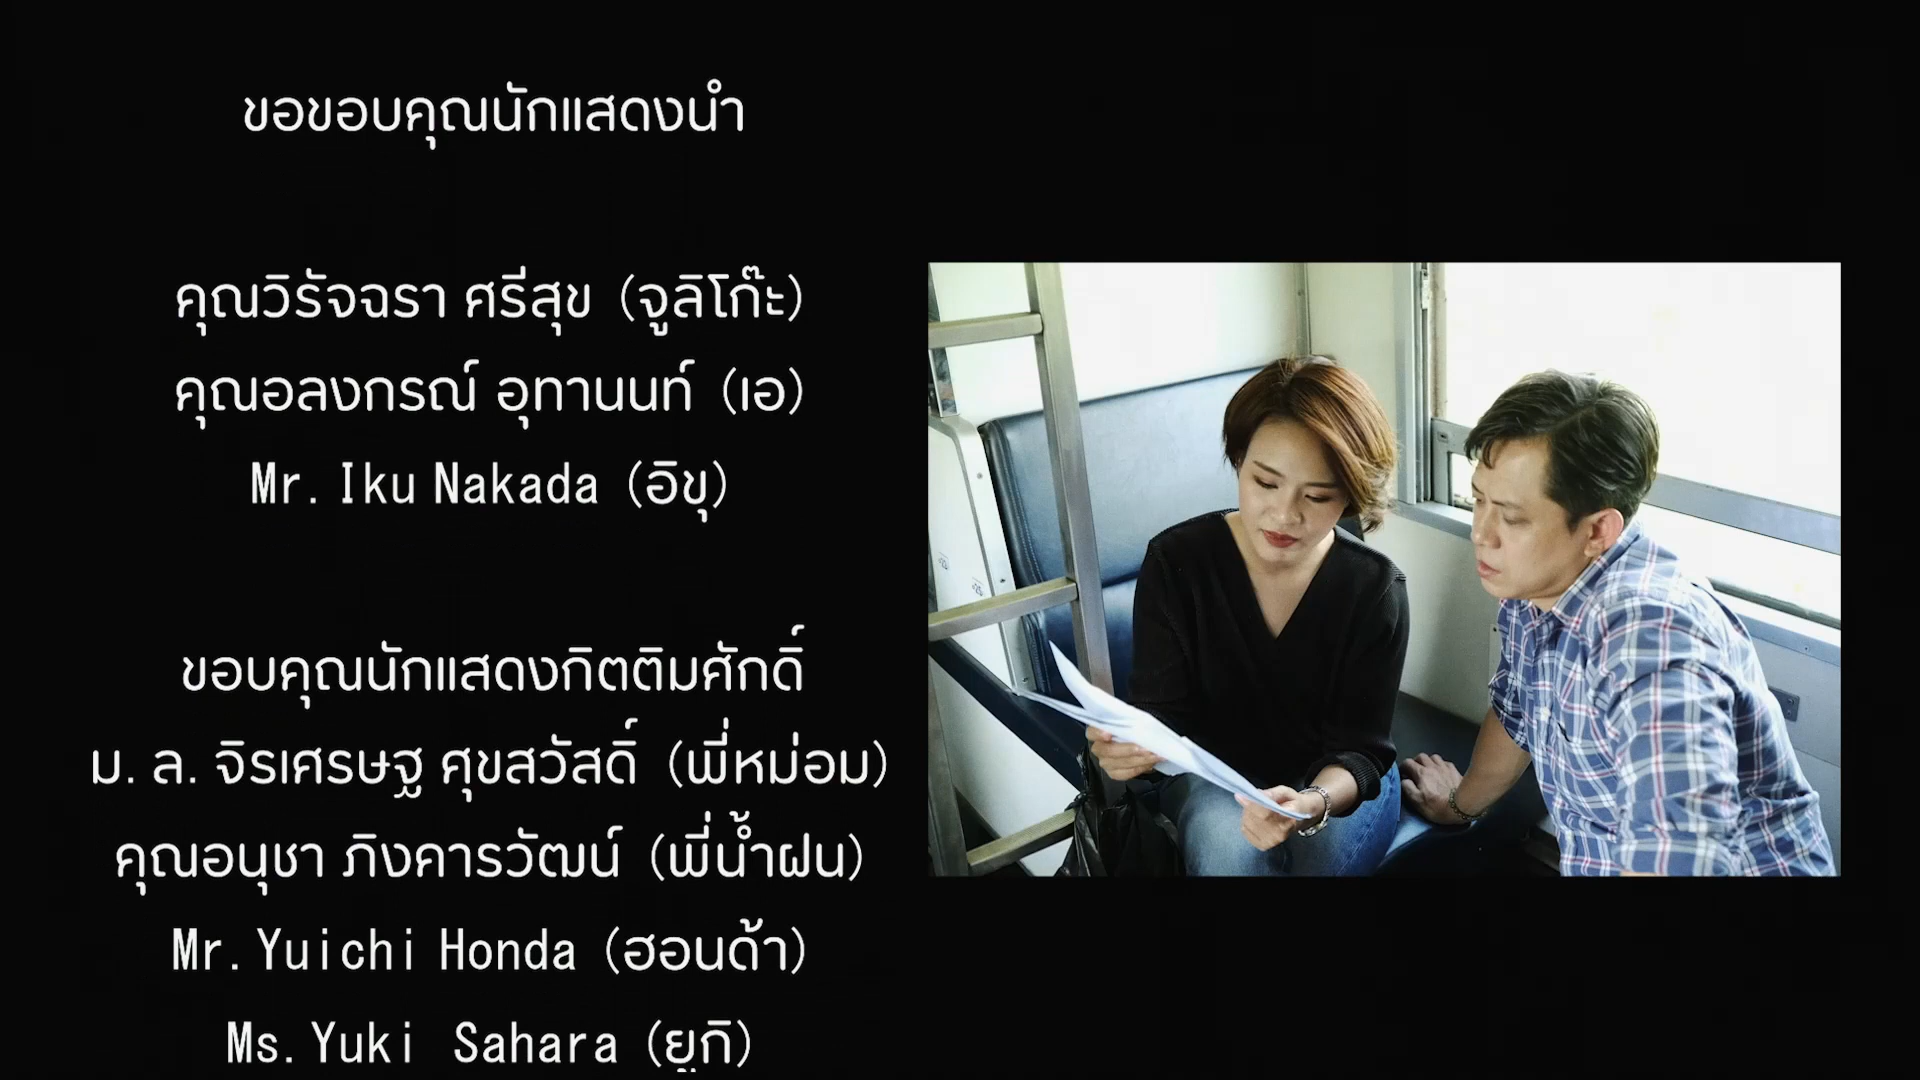 ขอขอบคุณนักแสดงนำ
คุณวิรัจฉรา ศรีสุข (จูลิโก๊ะ)
คุณอลงกรณ์ อุทานนท์ (เอ)
Mr. Iku Nakada (อิขุ)
ขอบคุณนักแสดงกิตติมศักดิ์
ม. ล. จิรเศรษฐ ศุขสวัสดิ์ (พี่หม่อม)
คุณอนุชา ภิงคารวัฒน์ (พี่น้ำฝน)
Mr. Yuichi Honda (ฮอนด้า)
Ms. Yuki Sahara (ยูกิ)